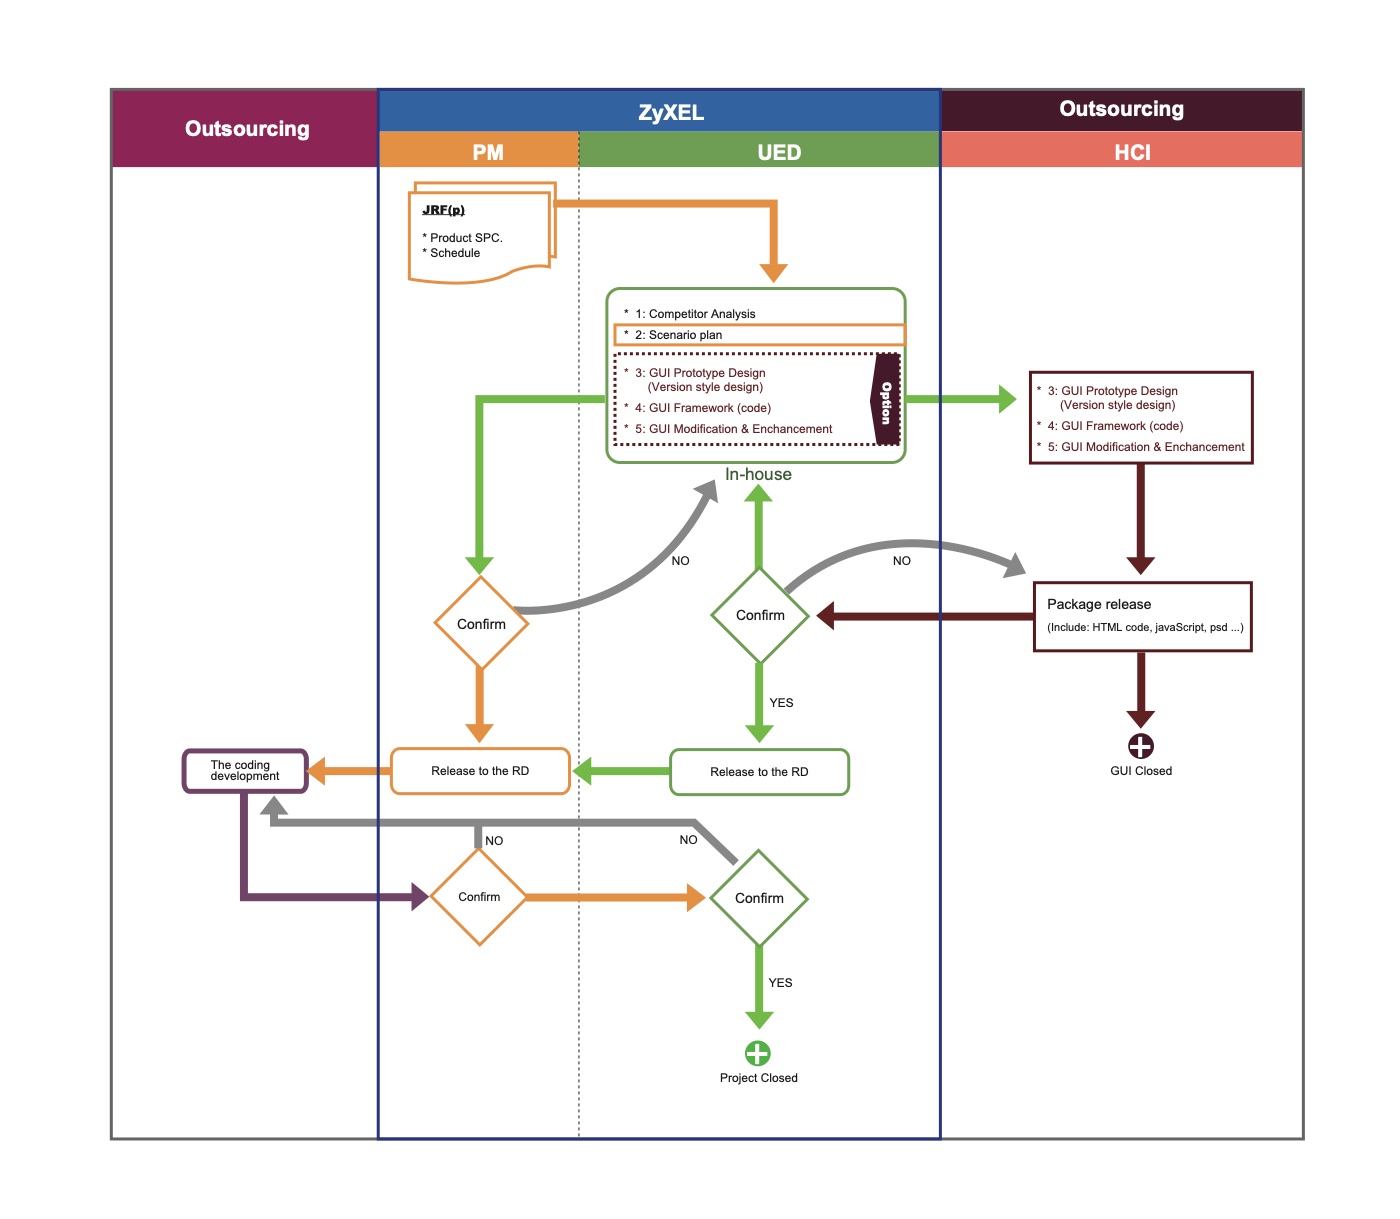 Outsourcing
ZyXEL
Outsourcing
PM
UED
HCI
JRF(p)
* Product SPC.
* Schedule
* 1: Competitor Analysis
* 2: Scenario plan
* 3: GUI Prototype Design
(Version style design)
* 4: GUI Framework (code)
* 5: GUI Modification & Enchancement
Option
In-house
* 3: GUI Prototype Design
(Version style design)
* 4: GUI Framework (code)
* 5: GUI Modification & Enchancement
NO
NO
Confirm
Confirm
Package release
(Include: HTML code, javaScript, psd ...)
YES
The coding
development
Release to the RD
Release to the RD
GUI Closed
NO
NO
Confirm
Confirm
YES
Project Closed